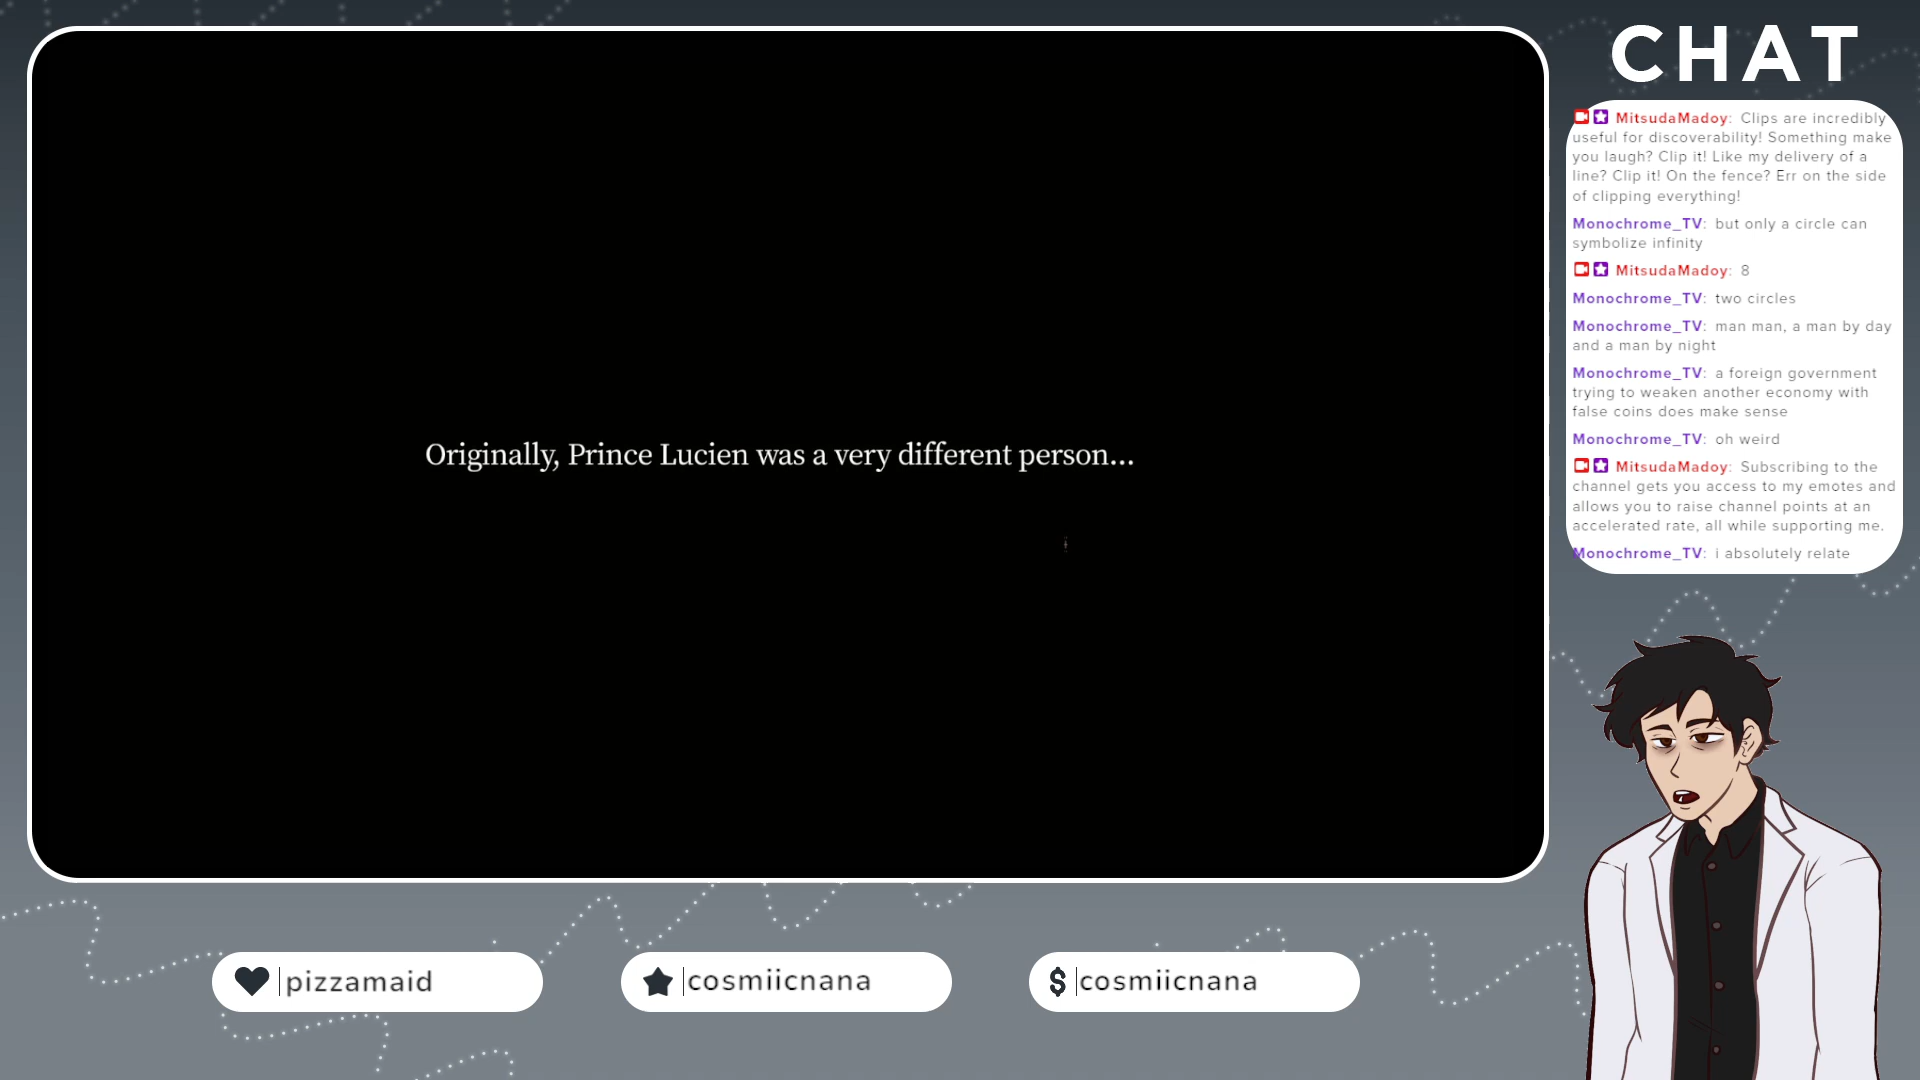 Originally, Prince Lucien was a very different person...
CHAT
MitsudaMadoy: Clips are incredibly
useful for discoverability! Something make
you laugh? Clip it! Like my delivery of a
line? Clip it! On the fence? Err on the side
of clipping everything!
Monochrome_TV: but only a circle can
symbolize infinity
MitsudaMadoy: 8
Monochrome_TV: two circles
Monochrome_TV: man man, a man by day
and a man by night
Monochrome_TV: a foreign government
trying to weaken another economy with
false coins does make sense
Monochrome_TV: oh weird
MitsudaMadoy: Subscribing to the
channel gets you access to my emotes and
allows you to raise channel points at an
accelerated rate, all while supporting me.
Monochrome_TV: i absolutely relate
pizzamaid
cosmiicnana
$ cosmiicnana